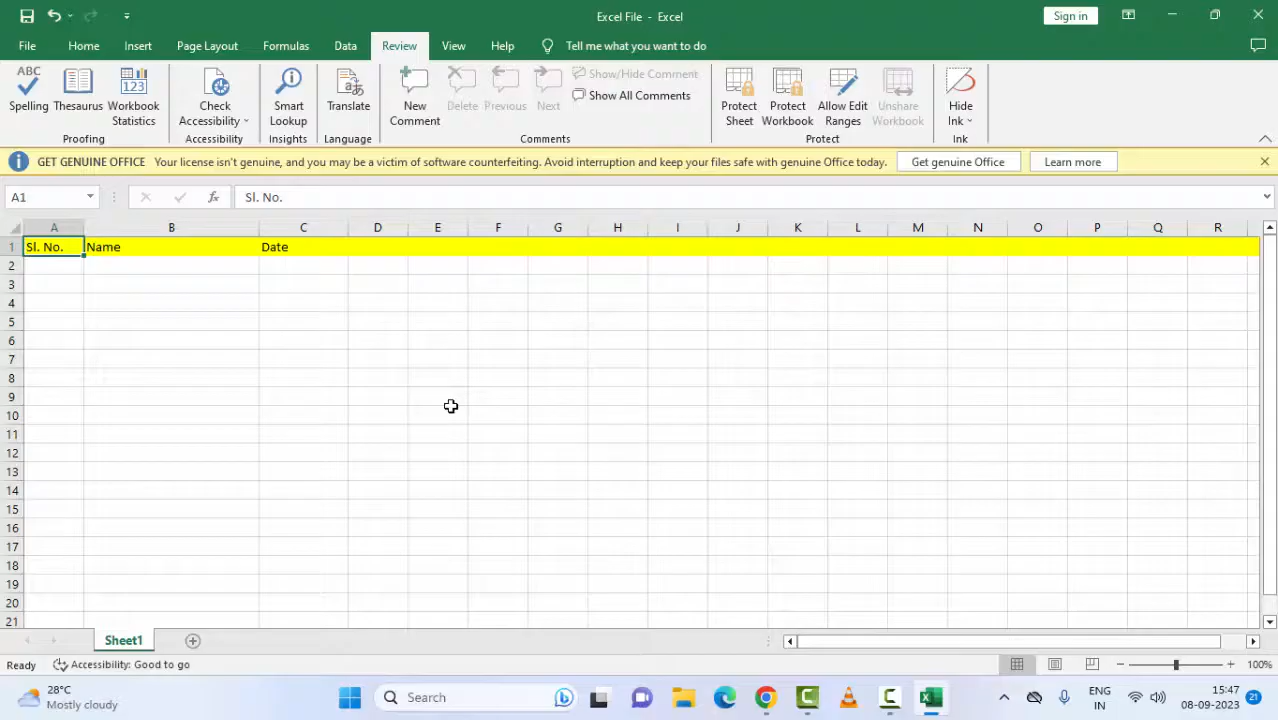 Excel File - Excel
Sign in
File Home Insert Page Layout Formulas Data Review View Help Tell me what you want to do
ABC
123
Spelling Thesaurus Workbook Statistics
Check Accessibility
Smart Lookup
Translate
New Comment
Delete Previous Next
Show/Hide Comment
Show All Comments
Protect Sheet
Protect Workbook
Allow Edit Ranges
Unshare Workbook
Hide Ink
Proofing Accessibility Insights Language Comments Protect Ink
GET GENUINE OFFICE Your license isn't genuine, and you may be a victim of software counterfeiting. Avoid interruption and keep your files safe with genuine Office today. Get genuine Office Learn more
A1 fx Sl. No.
A B C D E F G H I J K L M N O P Q R
1 Sl. No. Name Date
2
3
4
5
6
7
8
9
10
11
12
13
14
15
16
17
18
19
20
21
Sheet1
Ready Accessibility: Good to go 100%
28°C
Mostly cloudy
Search
ENG
IN
15:47
08-09-2023
21